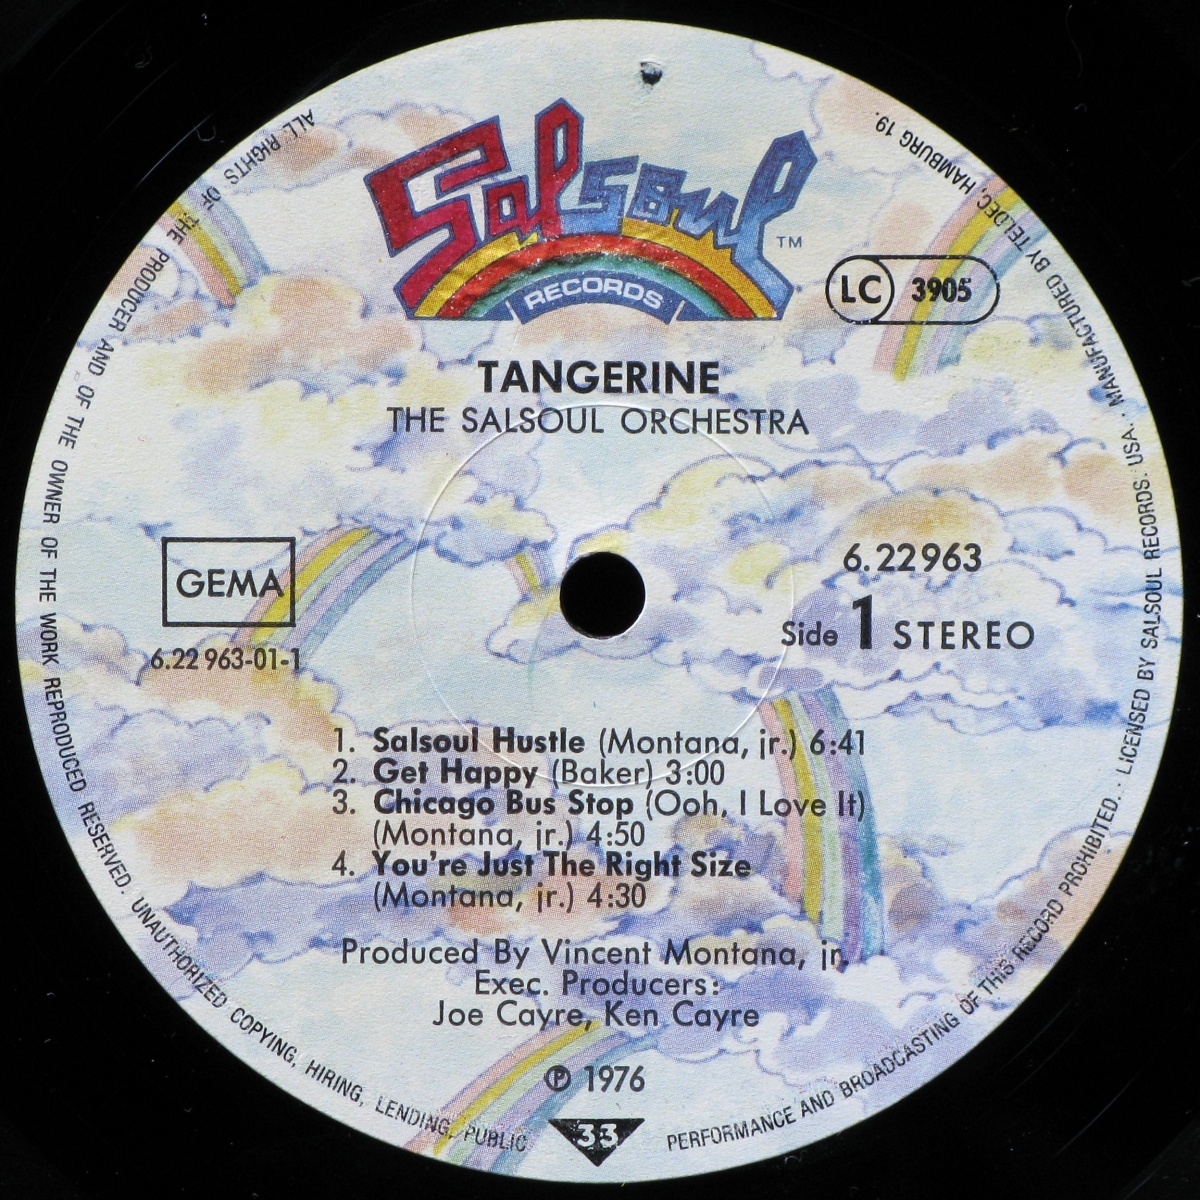 Salsoul
TM
RECORDS
LC 3905
TANGERINE
THE SALSOUL ORCHESTRA
GEMA
6.22 963-01-1
6.22963
Side 1 STEREO
1. Salsoul Hustle (Montana, jr.) 6:41
2. Get Happy (Baker) 3:00
3. Chicago Bus Stop (Ooh, I Love It)
(Montana, jr.) 4:50
4. You're Just The Right Size
(Montana, jr.) 4:30
Produced By Vincent Montana, jr.
Exec. Producers:
Joe Cayre, Ken Cayre
℗ 1976
33
ALL RIGHTS OF THE PRODUCER AND OF THE OWNER OF THE WORK REPRODUCED RESERVED. UNAUTHORIZED COPYING, HIRING, LENDING, PUBLIC PERFORMANCE AND BROADCASTING OF THIS RECORD PROHIBITED. · LICENSED BY SALSOUL RECORDS. USA. · MANUFACTURED BY TELDEC, HAMBURG 19.